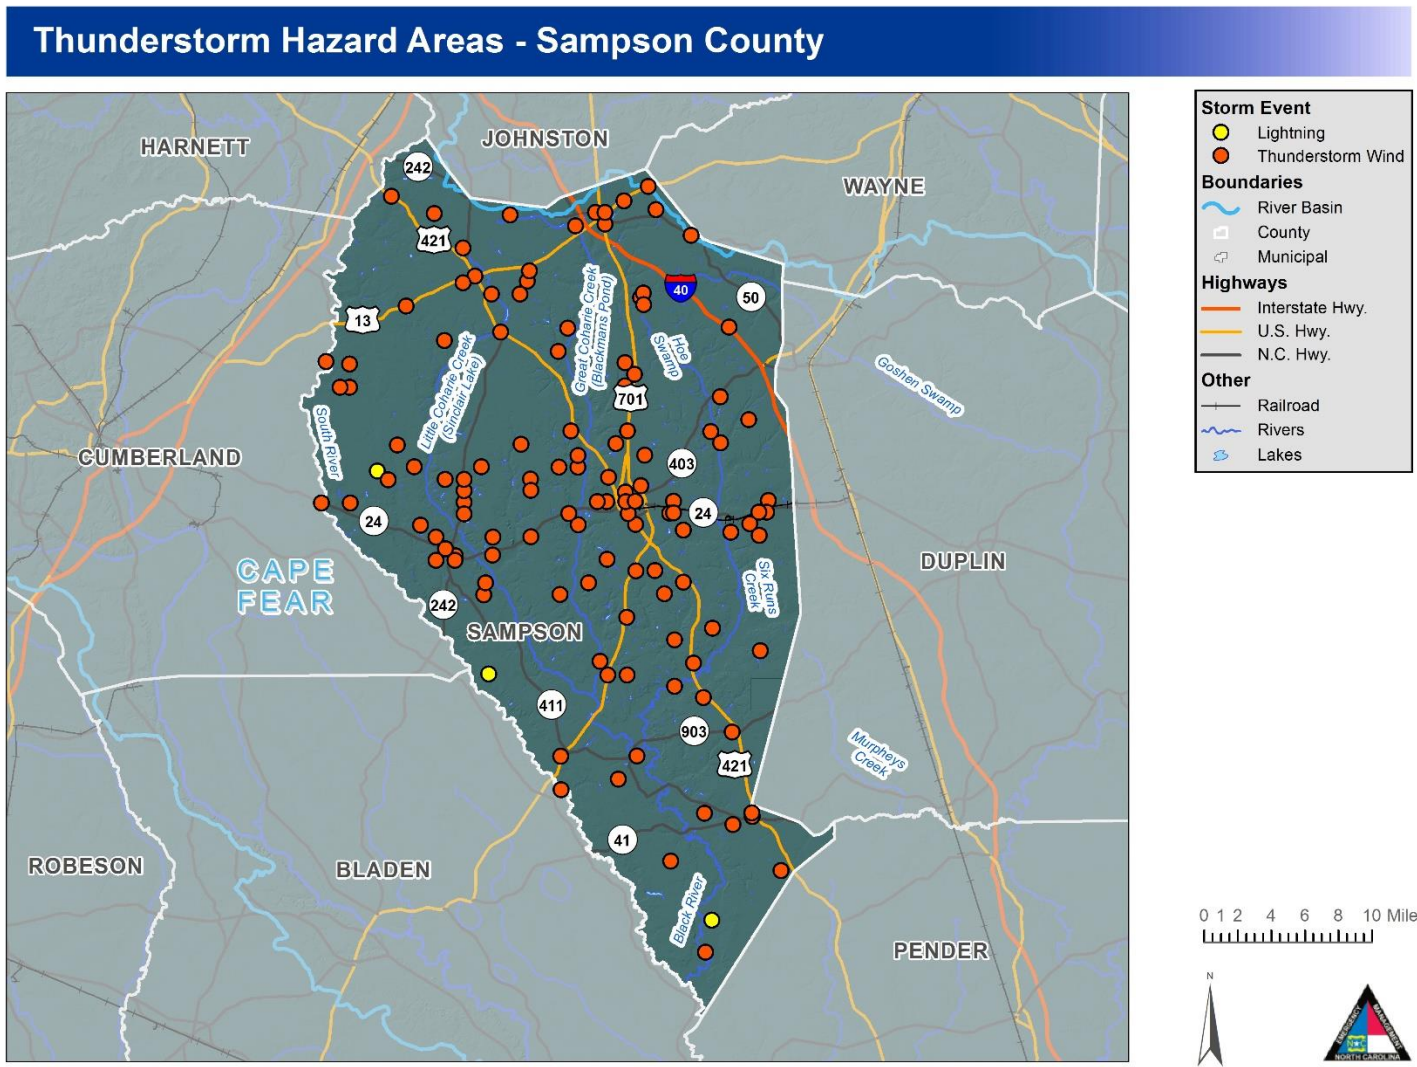 Thunderstorm Hazard Areas - Sampson County
HARNETT
JOHNSTON
WAYNE
242
421
13
40
50
Great Coharie Creek
(Blackmans Pond)
Hoe
Swamp
Little Coharie Creek
(Sinclair Lake)
Goshen Swamp
701
South River
CUMBERLAND
403
24
24
DUPLIN
CAPE
FEAR
Six Runs
Creek
242
SAMPSON
411
903
421
Murpheys
Creek
41
ROBESON
BLADEN
Black River
PENDER
Storm Event
Lightning
Thunderstorm Wind
Boundaries
River Basin
County
Municipal
Highways
Interstate Hwy.
U.S. Hwy.
N.C. Hwy.
Other
Railroad
Rivers
Lakes
0 1 2 4 6 8 10 Mile
N
EMERGENCY
MANAGEMENT
NORTH CAROLINA